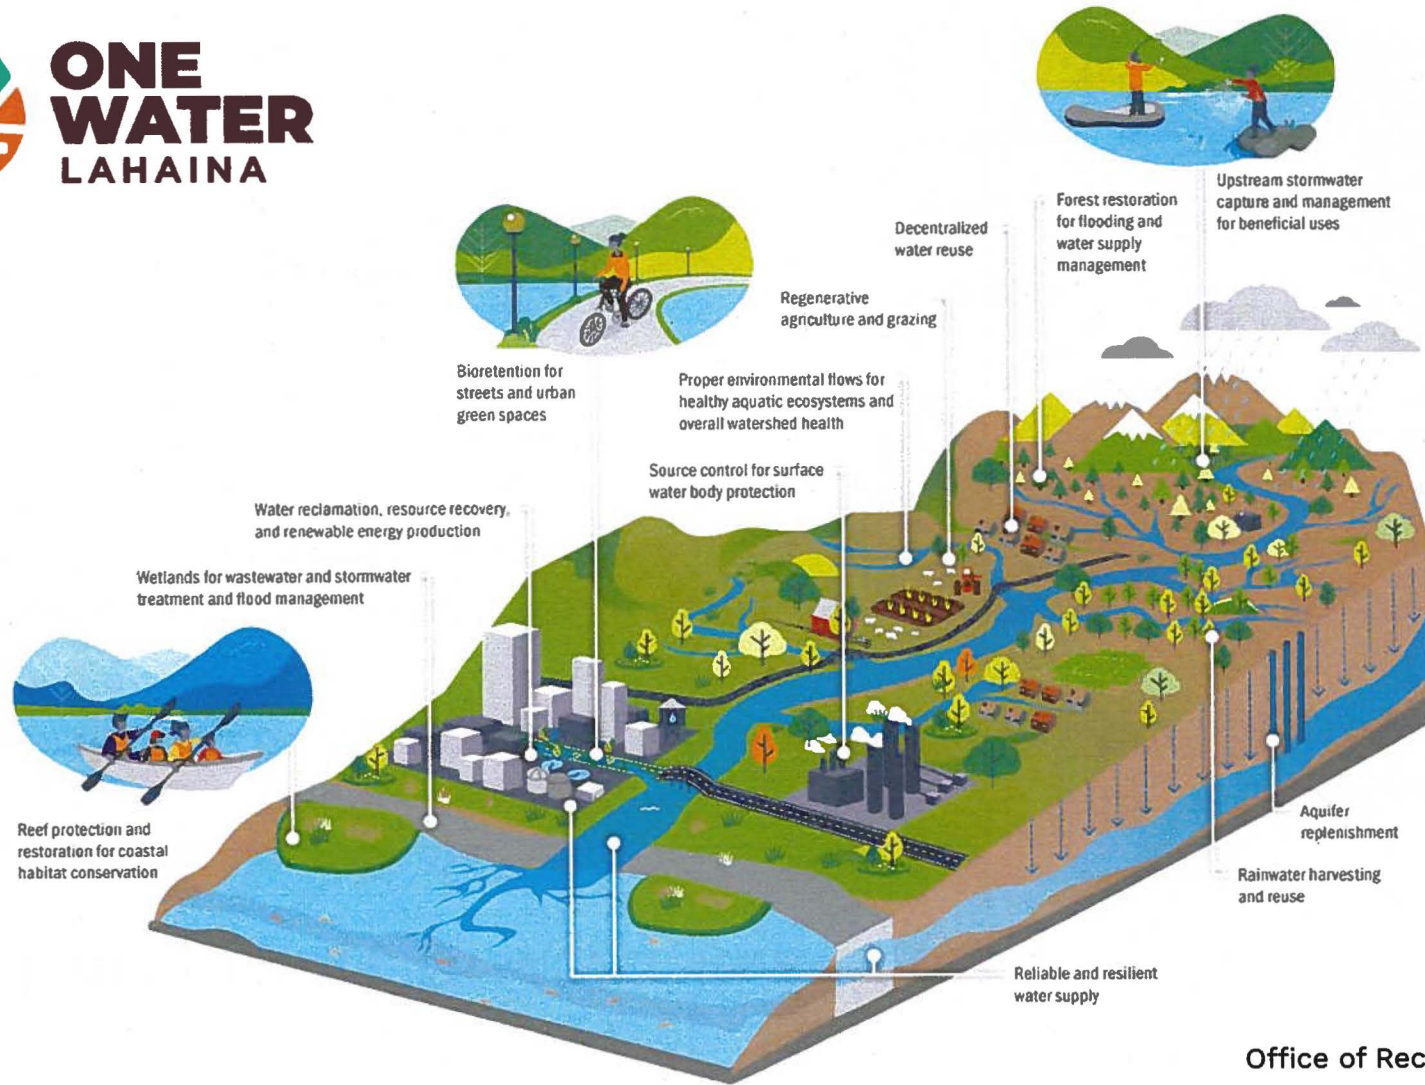 ONE
WATER
LAHAINA
Upstream stormwater
capture and management
for beneficial uses
Forest restoration
for flooding and
water supply
management
Decentralized
water reuse
Regenerative
agriculture and grazing
Bioretention for
streets and urban
green spaces
Proper environmental flows for
healthy aquatic ecosystems and
overall watershed health
Source control for surface
water body protection
Water reclamation, resource recovery,
and renewable energy production
Wetlands for wastewater and stormwater
treatment and flood management
Reef protection and
restoration for coastal
habitat conservation
Aquifer
replenishment
Rainwater harvesting
and reuse
Reliable and resilient
water supply
Office of Rec